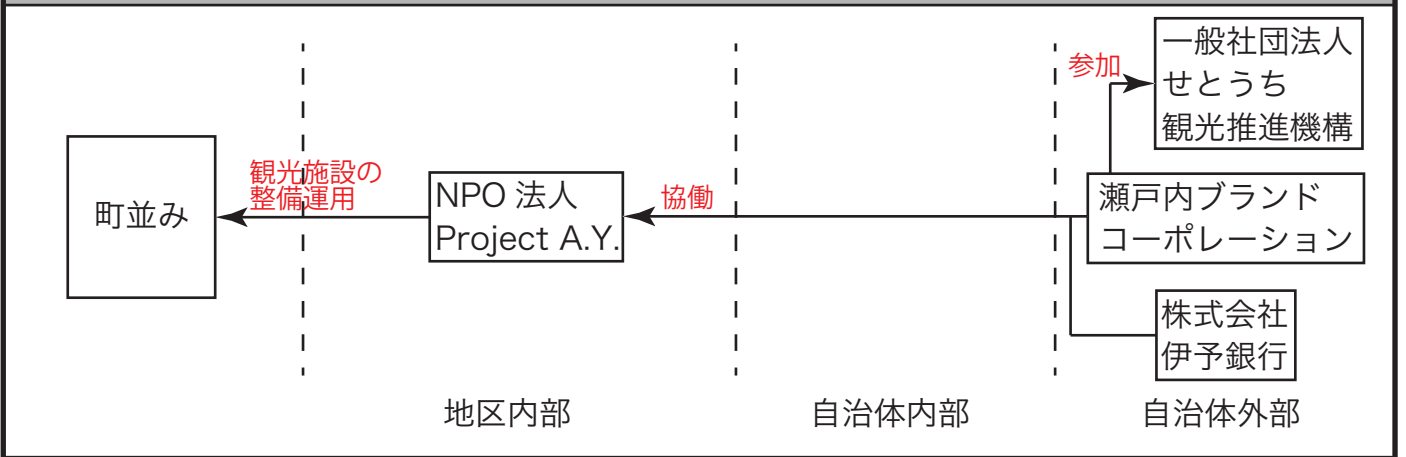 一般社団法人
せとうち
観光推進機構
参加
観光施設の
整備運用
町並み
NPO 法人
Project A.Y.
協働
瀬戸内ブランド
コーポレーション
株式会社
伊予銀行
地区内部
自治体内部
自治体外部